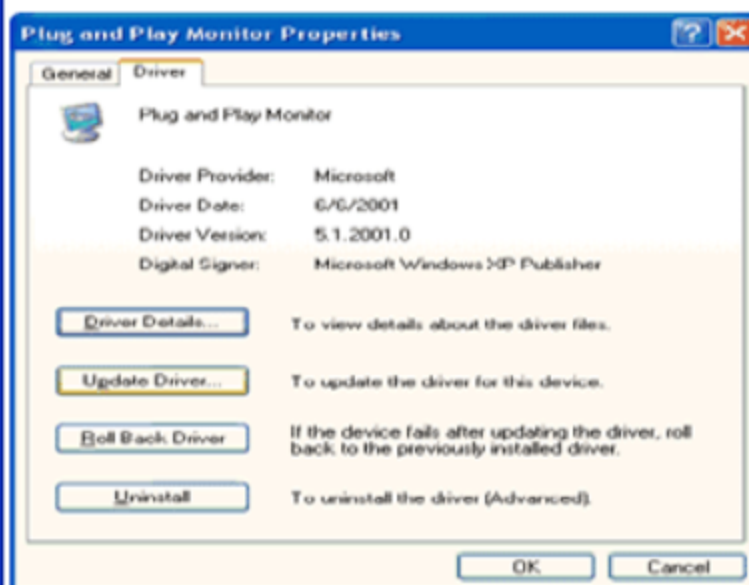 Plug and Play Monitor Properties
General Driver
Plug and Play Monitor
Driver Provider: Microsoft
Driver Date: 6/6/2001
Driver Version: 5.1.2001.0
Digital Signer: Microsoft Windows XP Publisher
Driver Details... To view details about the driver files.
Update Driver... To update the driver for this device.
Roll Back Driver If the device fails after updating the driver, roll
back to the previously installed driver.
Uninstall To uninstall the driver (Advanced).
OK Cancel